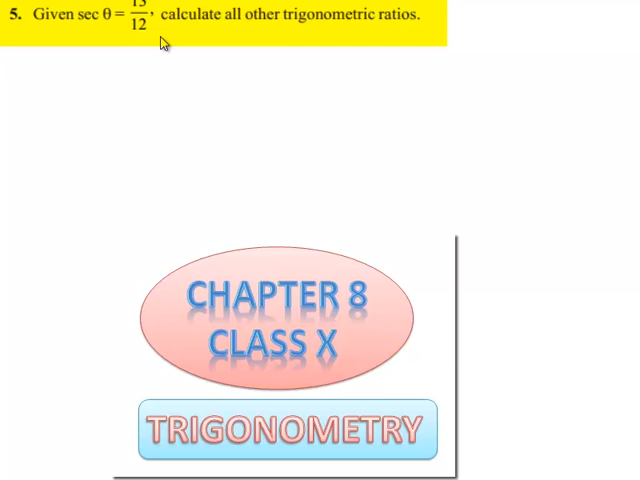 5. Given sec θ = 13/12, calculate all other trigonometric ratios.
CHAPTER 8
CLASS X
TRIGONOMETRY